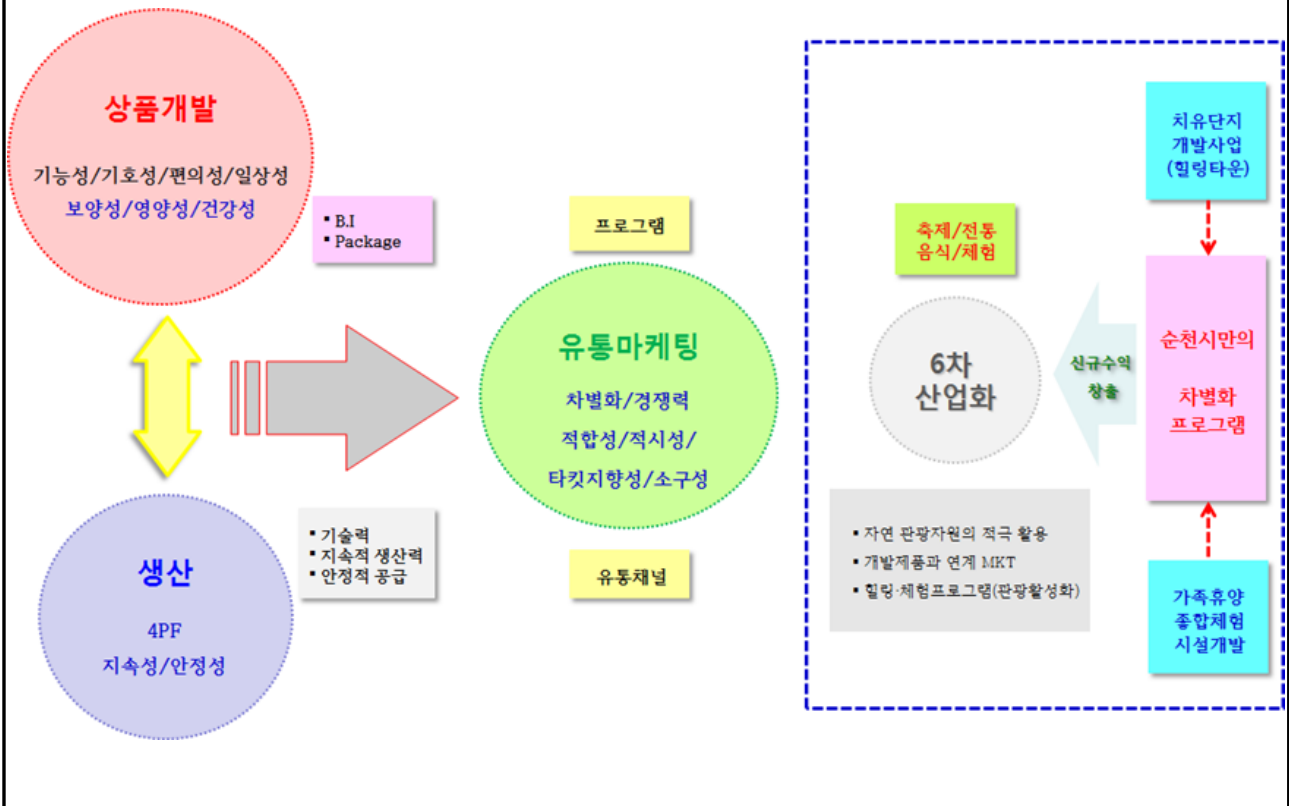 상품개발
기능성/기호성/편의성/일상성
보양성/영양성/건강성
▪ B.I
▪ Package
생산
4PF
지속성/안정성
▪ 기술력
▪ 지속적 생산력
▪ 안정적 공급
프로그램
유통마케팅
차별화/경쟁력
적합성/적시성/
타킷지향성/소구성
유통채널
축제/전통
음식/체험
6차
산업화
▪ 자연 관광자원의 적극 활용
▪ 개발제품과 연계 MKT
▪ 힐링·체험프로그램(관광활성화)
신규수익
창출
치유단지
개발사업
(힐링타운)
순천시만의
차별화
프로그램
가족휴양
종합체험
시설개발